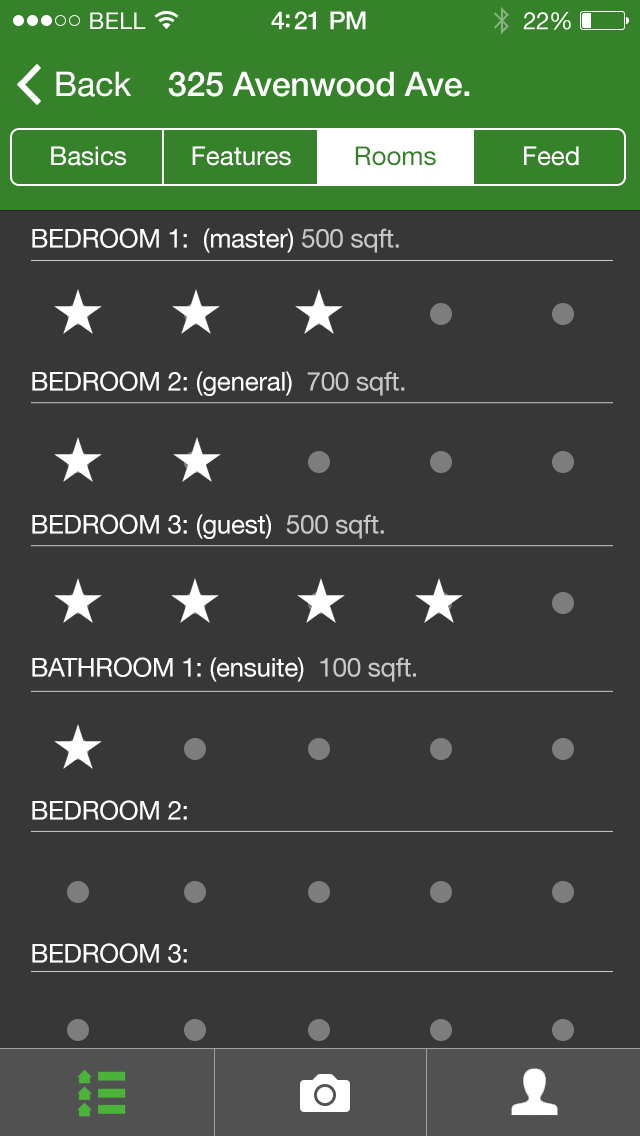 BELL 4:21 PM 22%
Back 325 Avenwood Ave.
Basics Features Rooms Feed
BEDROOM 1: (master) 500 sqft.
BEDROOM 2: (general) 700 sqft.
BEDROOM 3: (guest) 500 sqft.
BATHROOM 1: (ensuite) 100 sqft.
BEDROOM 2:
BEDROOM 3: